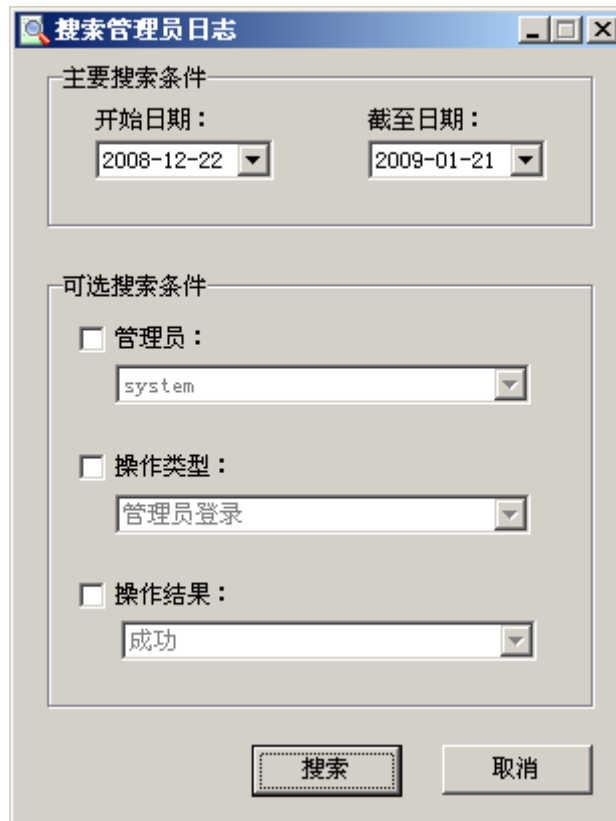 搜索管理员日志
主要搜索条件
开始日期： 截至日期：
2008-12-22 2009-01-21
可选搜索条件
管理员：
system
操作类型：
管理员登录
操作结果：
成功
搜索 取消